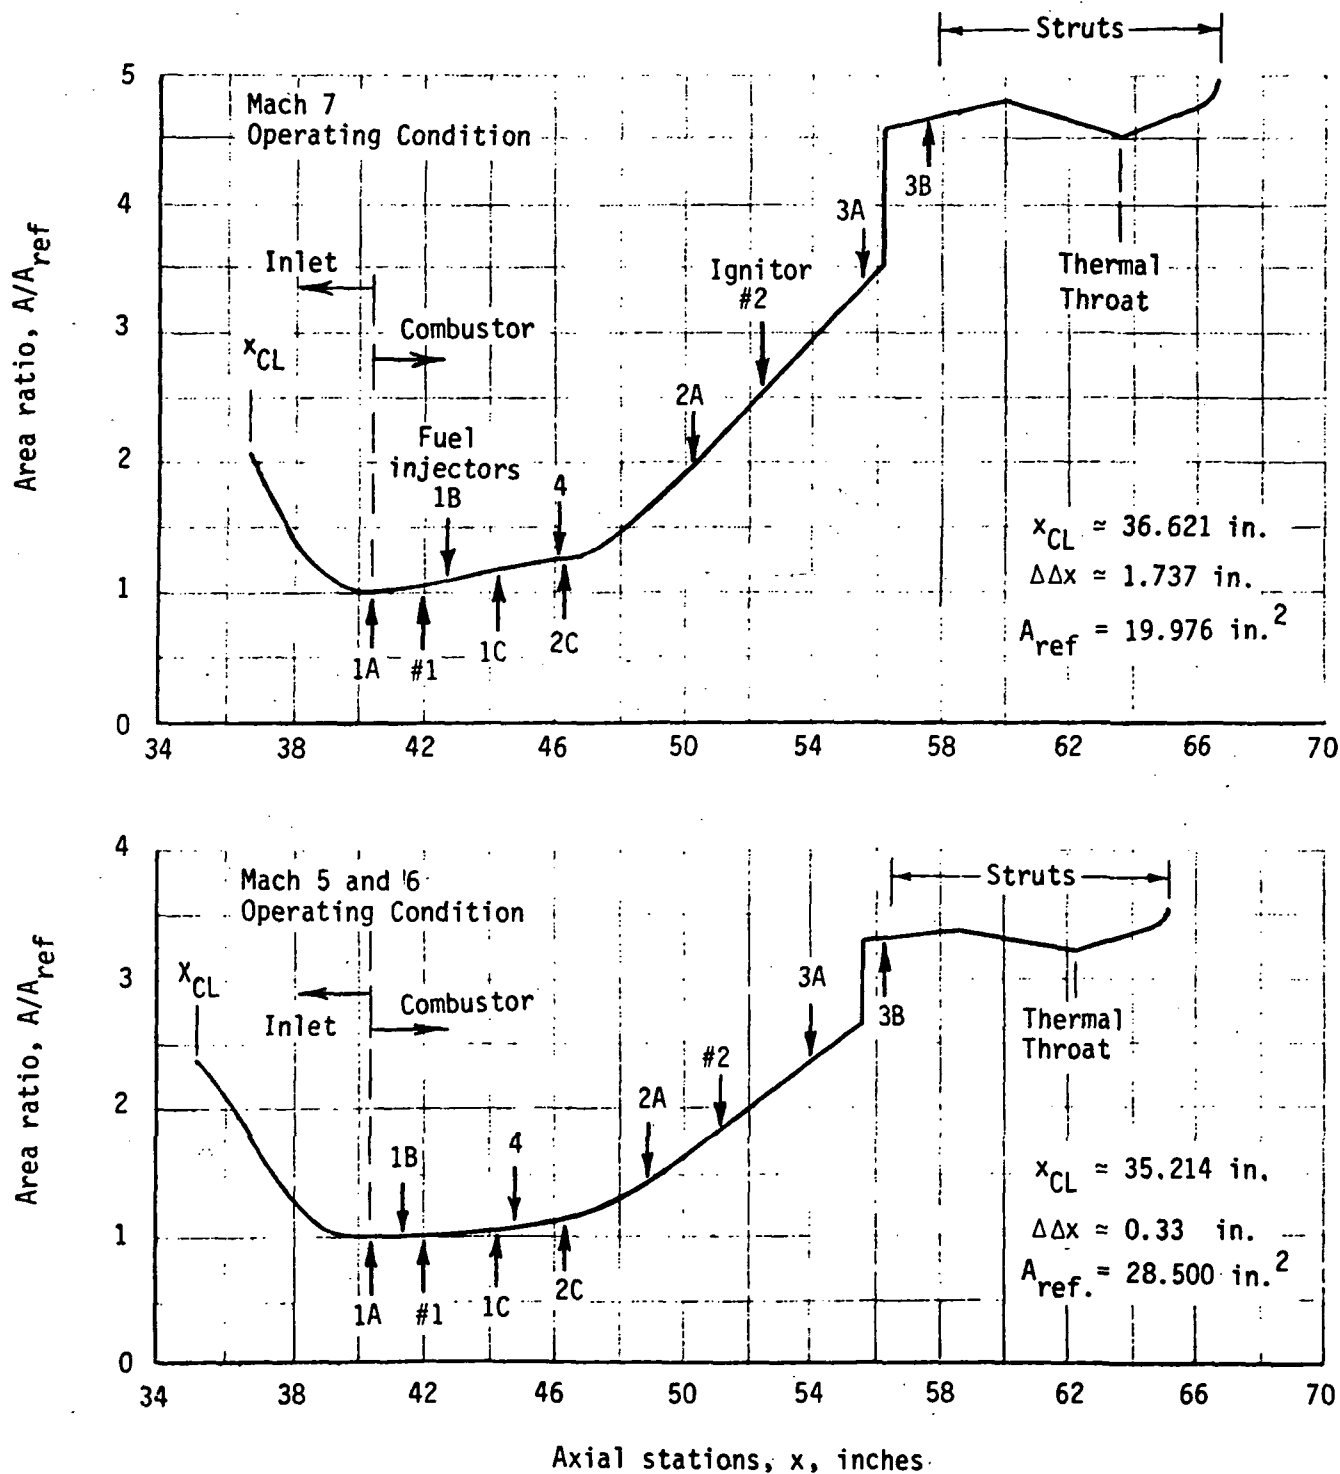 Struts
5
4
3
2
1
0
Area ratio, A/A_ref
Mach 7
Operating Condition
Inlet
Combustor
x_CL
Fuel
injectors
1B
4
1A
#1
1C
2C
2A
Ignitor
#2
3A
3B
Thermal
Throat
x_CL ≃ 36.621 in.
ΔΔx ≃ 1.737 in.
A_ref = 19.976 in.²
34 38 42 46 50 54 58 62 66 70
4
3
2
1
0
Area ratio, A/A_ref
Mach 5 and 6
Operating Condition
Struts
x_CL
Inlet
Combustor
1B
4
1A
#1
1C
2C
2A
#2
3A
3B
Thermal
Throat
x_CL ≃ 35.214 in.
ΔΔx ≃ 0.33 in.
A_ref. = 28.500 in.²
34 38 42 46 50 54 58 62 66 70
Axial stations, x, inches